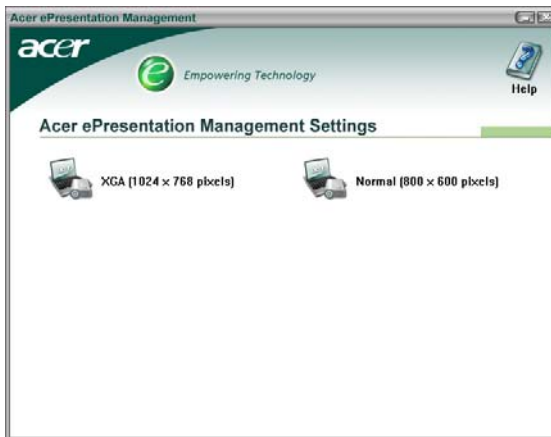 Acer ePresentation Management
acer
e Empowering Technology
Help
Acer ePresentation Management Settings
XGA (1024 x 768 pixels)
Normal (800 x 600 pixels)